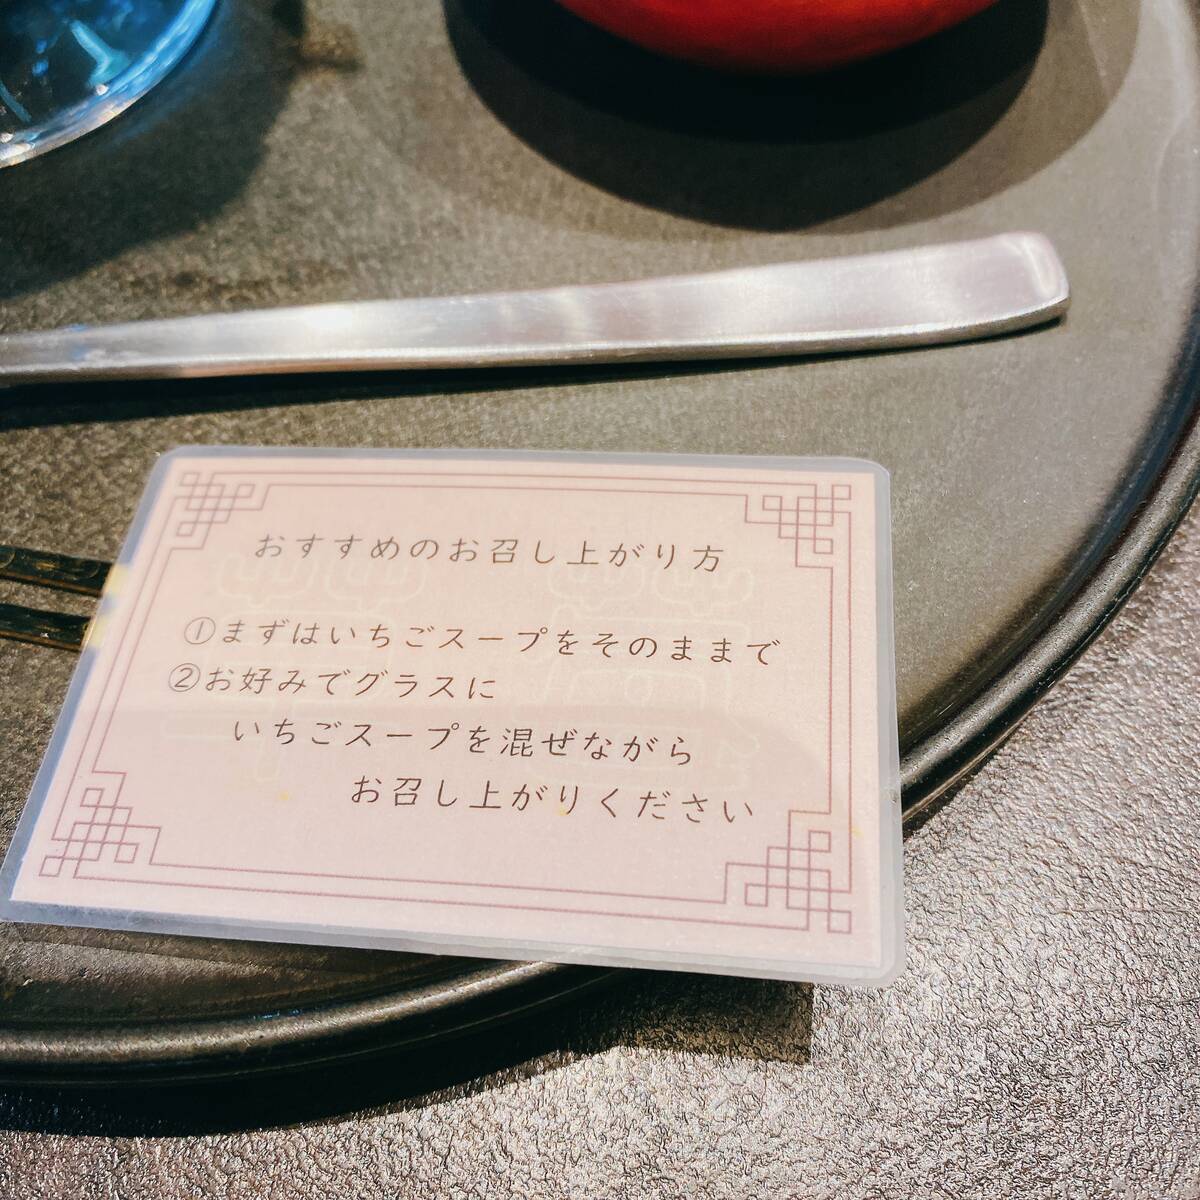 おすすめのお召し上がり方
①まずはいちごスープをそのままで
②お好みでグラスに
いちごスープを混ぜながら
お召し上がりください